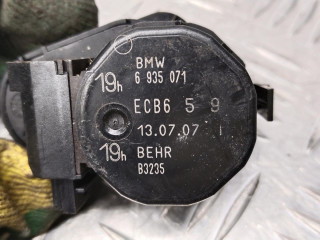 BMW
19h 6 935 071
ECB6 5 9
13.07.07 I
19h BEHR
B3235